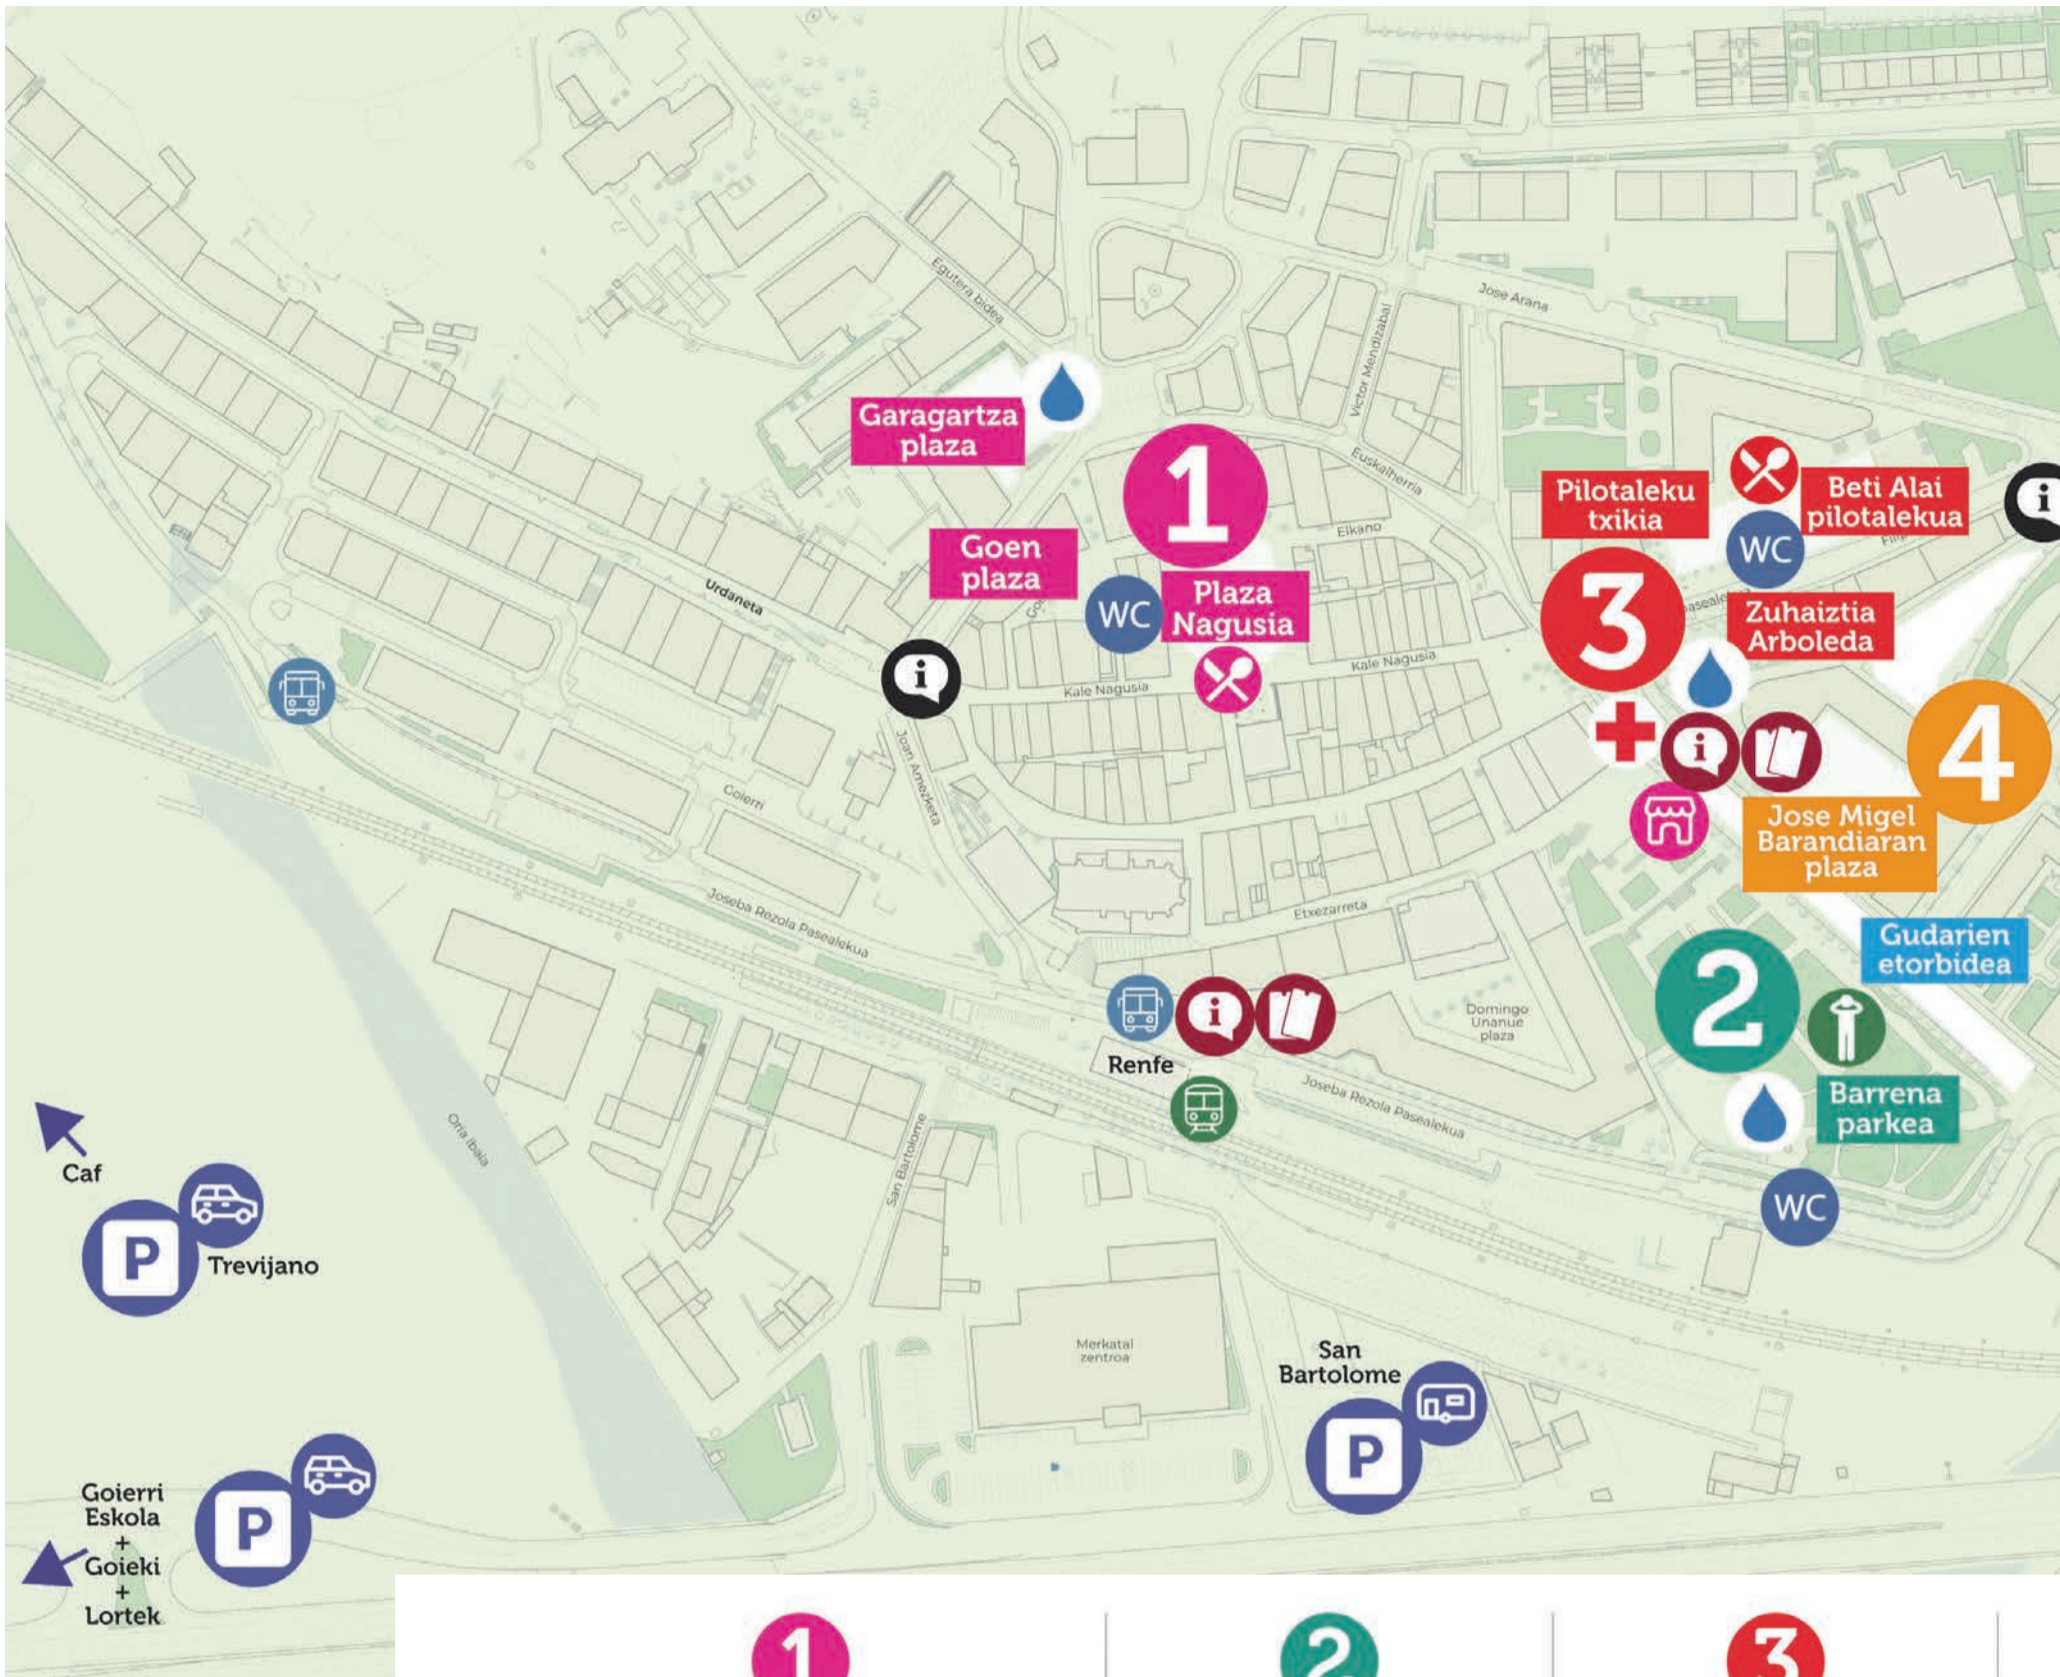 Egutera bidea
Jose Arana
Victor Mendizabal
Garagartza
plaza
1
Euskalherria
Pilotaleku
txikia
Beti Alai
pilotalekua
i
Elkano
WC
Goen
plaza
3
Urdaneta
WC
Plaza
Nagusia
Zuhaiztia
Arboleda
Kale Nagusia
Kale Nagusia
i
4
Joan Amezketa
i
Goierri
Jose Migel
Barandiaran
plaza
Joseba Rezola Pasealekua
Etxezarreta
Gudarien
etorbidea
2
i
Domingo
Unanue
plaza
Renfe
Joseba Rezola Pasealekua
Barrena
parkea
Oria ibaia
San Bartolome
Caf
WC
P
Trevijano
Merkatal
zentroa
San
Bartolome
P
Goierri
Eskola
+
Goieki
+
Lortek
P
1
2
3